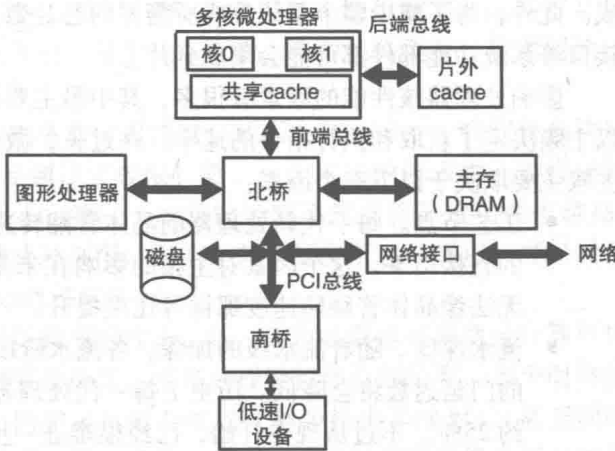 多核微处理器
后端总线
核0
核1
共享cache
片外
cache
前端总线
图形处理器
北桥
主存
（DRAM）
磁盘
网络接口
网络
PCI总线
南桥
低速I/O
设备